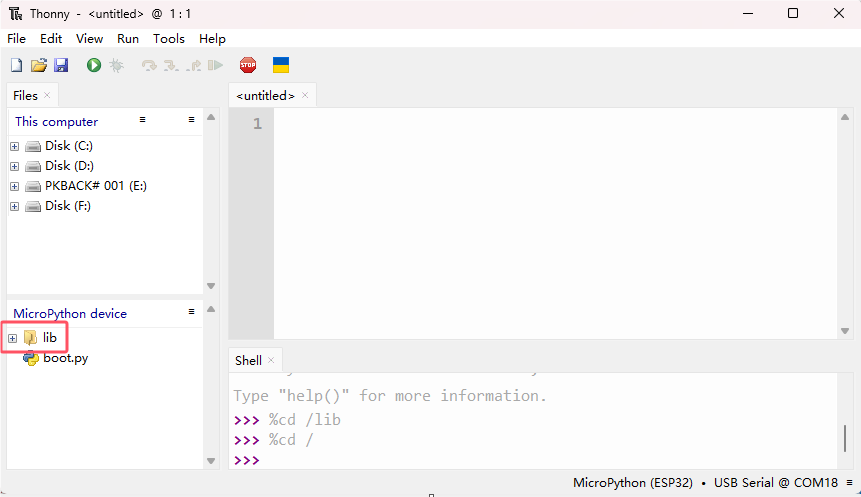 Thonny - <untitled> @ 1:1
File Edit View Run Tools Help
STOP
Files ×
<untitled> ×
This computer
Disk (C:)
Disk (D:)
PKBACK# 001 (E:)
Disk (F:)
1
MicroPython device
lib
boot.py
Shell ×
Type "help()" for more information.
>>> %cd /lib
>>> %cd /
>>>
MicroPython (ESP32) • USB Serial @ COM18 ≡